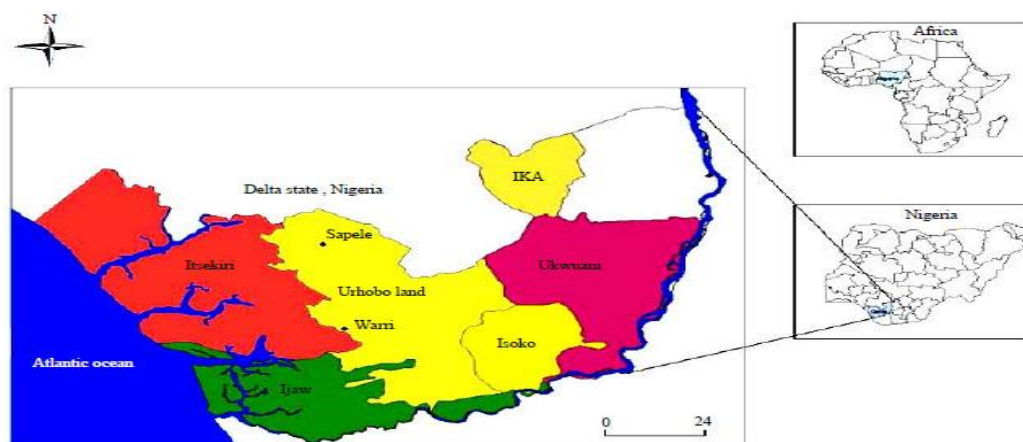 N
Africa
Delta state , Nigeria
IKA
Nigeria
Sapele
Itsekiri
Ukwuani
Urhobo land
Warri
Isoko
Atlantic ocean
Ijaw
0 24